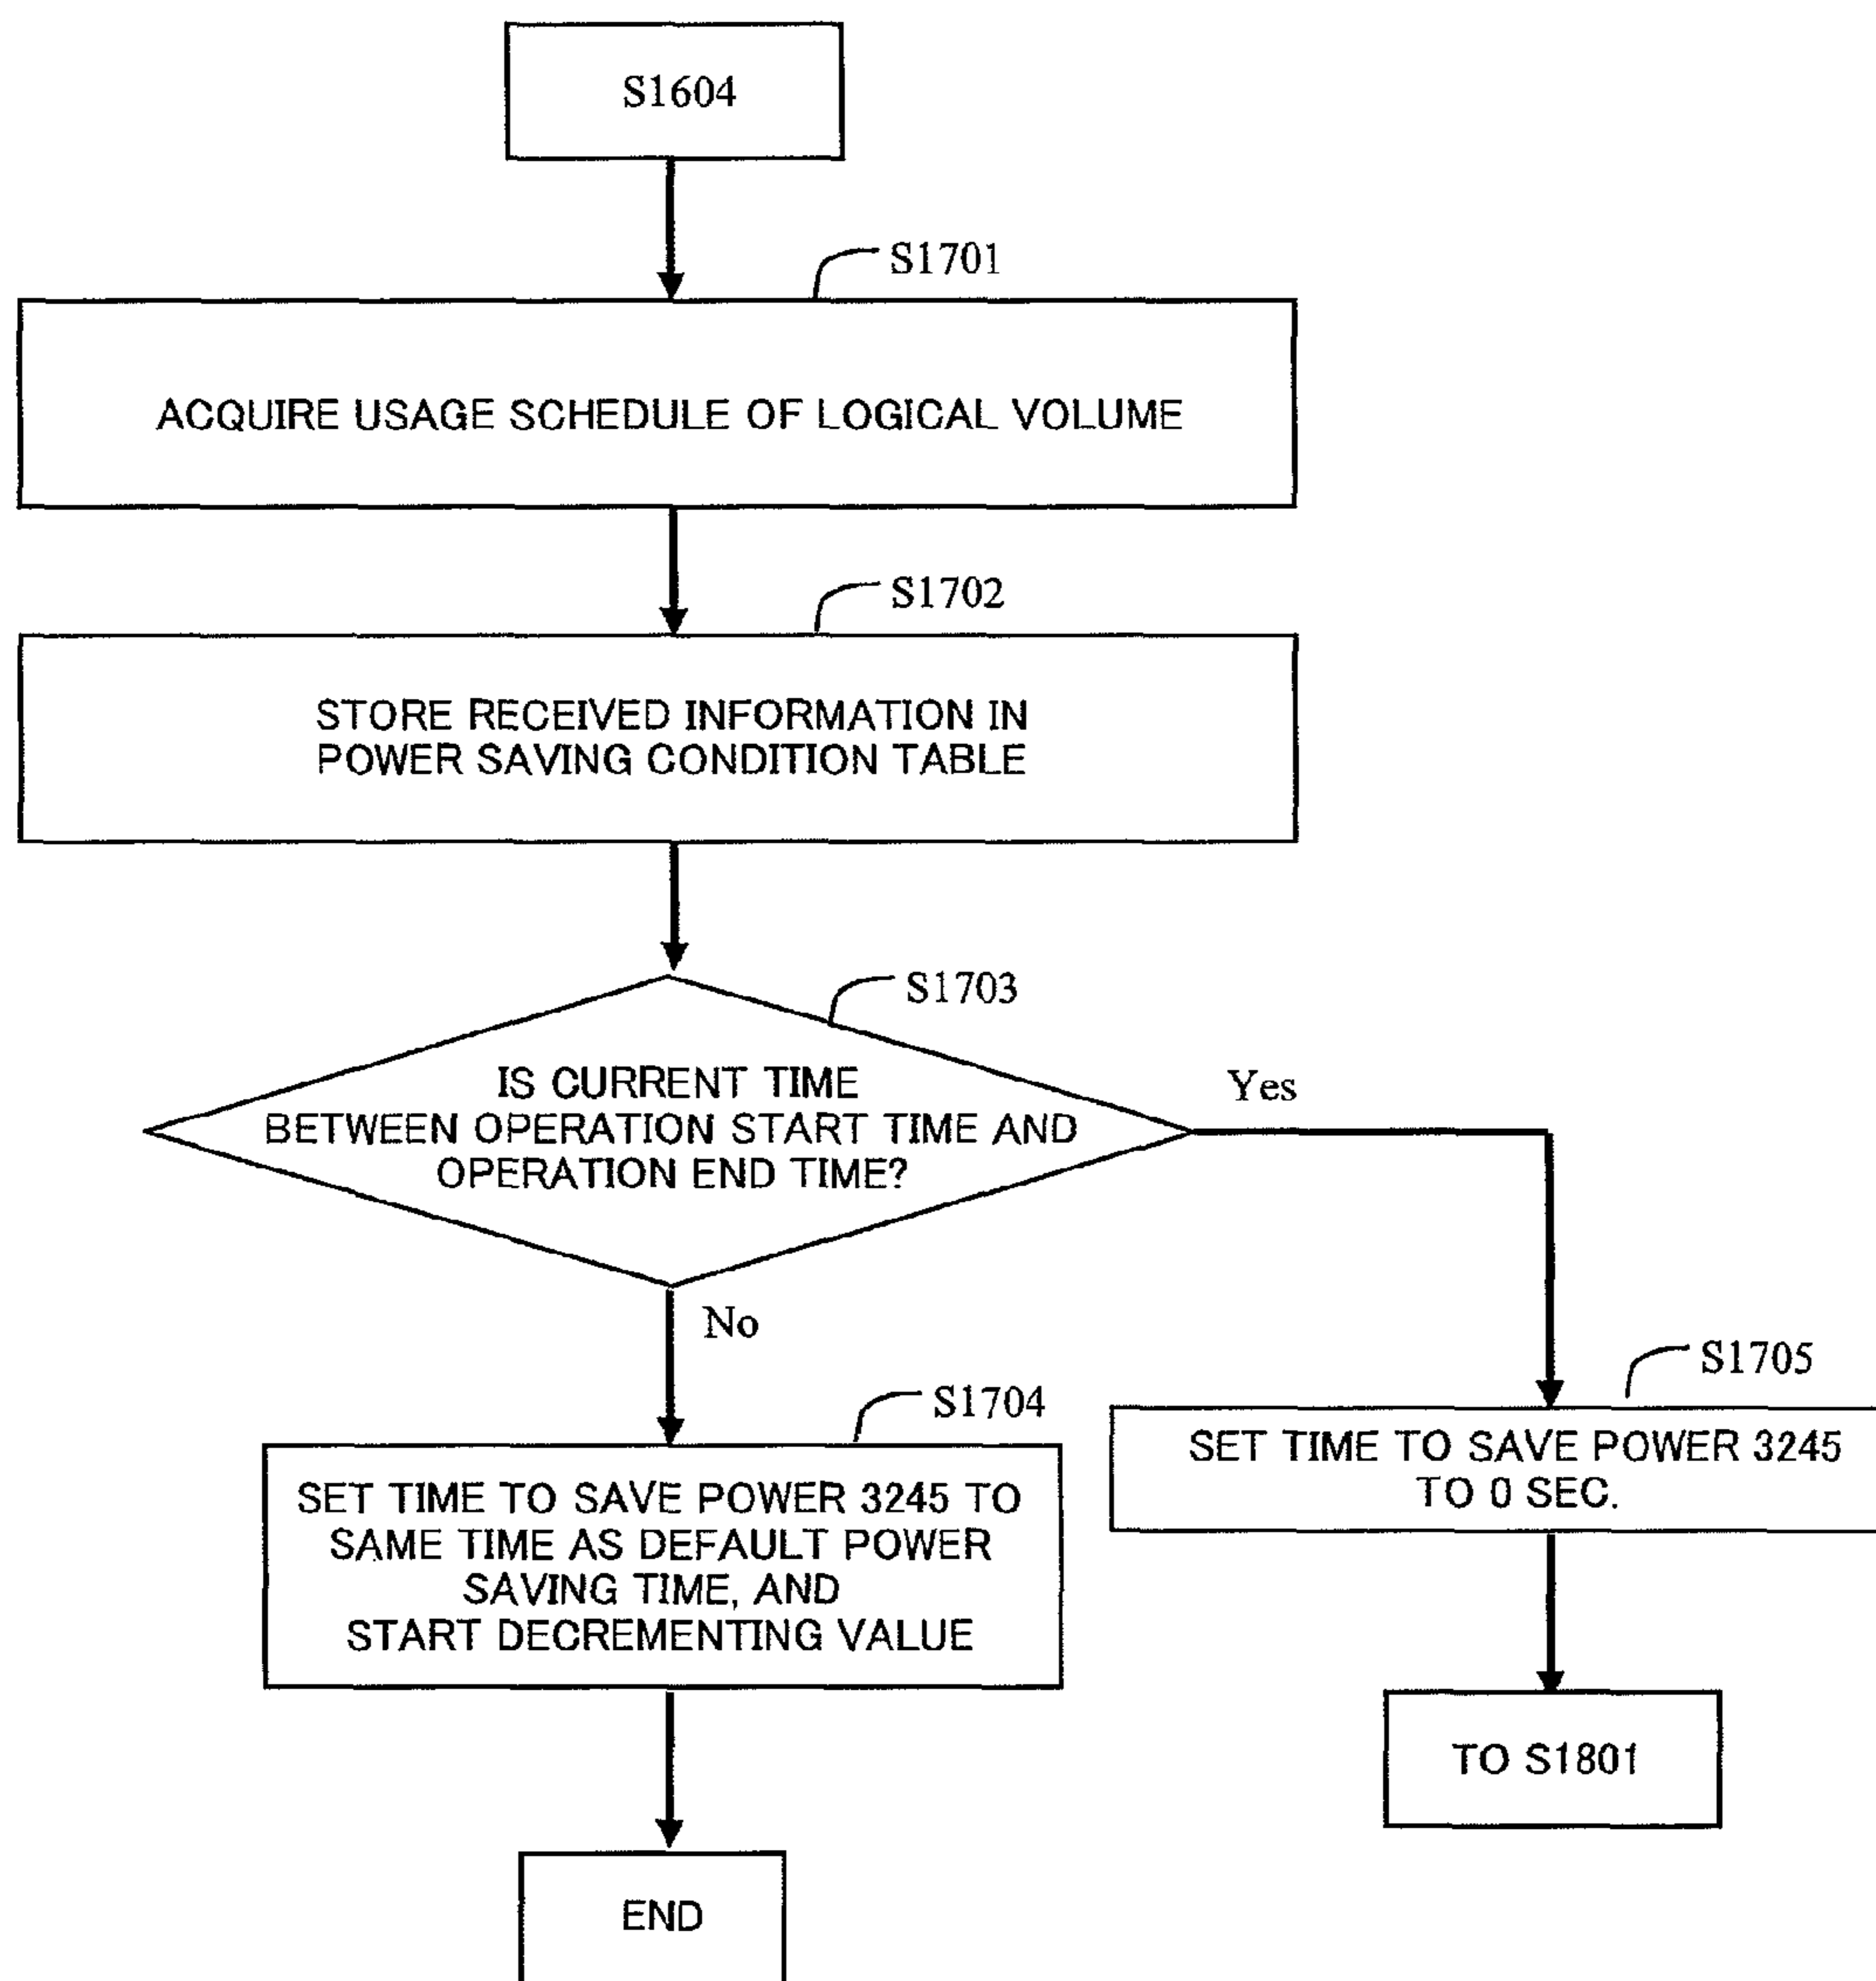 S1604
S1701
ACQUIRE USAGE SCHEDULE OF LOGICAL VOLUME
S1702
STORE RECEIVED INFORMATION IN
POWER SAVING CONDITION TABLE
S1703
IS CURRENT TIME
BETWEEN OPERATION START TIME AND
OPERATION END TIME?
Yes
No
S1704
SET TIME TO SAVE POWER 3245 TO
SAME TIME AS DEFAULT POWER
SAVING TIME, AND
START DECREMENTING VALUE
END
S1705
SET TIME TO SAVE POWER 3245
TO 0 SEC.
TO S1801